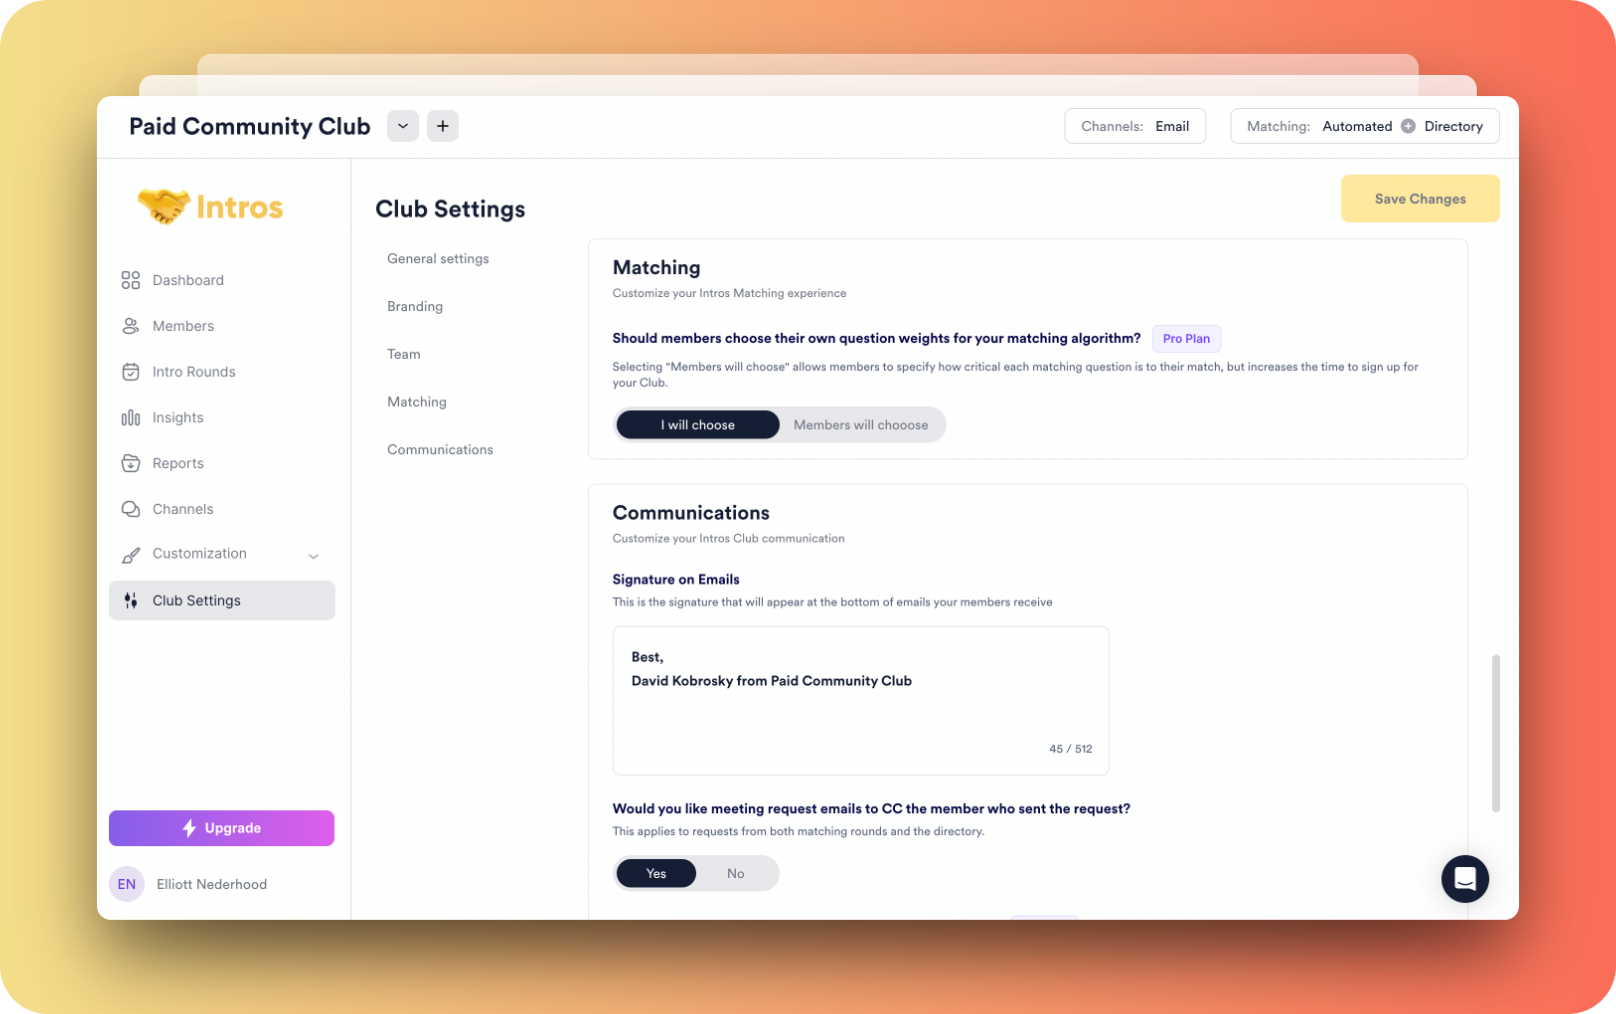 Paid Community Club
Channels: Email
Matching: Automated Directory
Intros
Dashboard
Members
Intro Rounds
Insights
Reports
Channels
Customization
Club Settings
Upgrade
EN
Elliott Nederhood
Club Settings
Save Changes
General settings
Branding
Team
Matching
Communications
Matching
Customize your Intros Matching experience
Should members choose their own question weights for your matching algorithm? Pro Plan
Selecting "Members will choose" allows members to specify how critical each matching question is to their match, but increases the time to sign up for
your Club.
I will choose
Members will chooose
Communications
Customize your Intros Club communication
Signature on Emails
This is the signature that will appear at the bottom of emails your members receive
Best,
David Kobrosky from Paid Community Club
45 / 512
Would you like meeting request emails to CC the member who sent the request?
This applies to requests from both matching rounds and the directory.
Yes
No